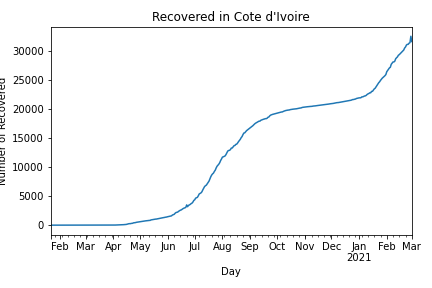 Recovered in Cote d'Ivoire
Number of Recovered
30000
25000
20000
15000
10000
5000
0
Feb Mar Apr May Jun Jul Aug Sep Oct Nov Dec Jan Feb Mar
2021
Day